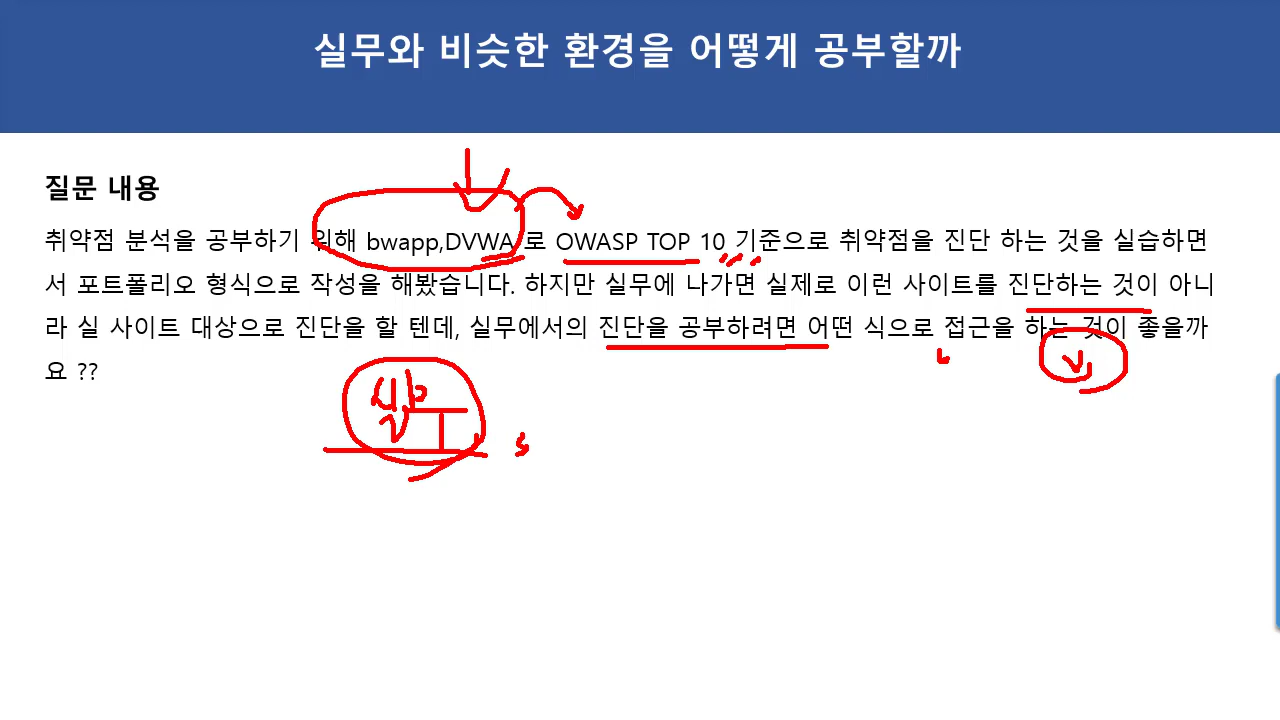 실무와 비슷한 환경을 어떻게 공부할까
질문 내용
취약점 분석을 공부하기 위해 bwapp,DVWA 로 OWASP TOP 10 기준으로 취약점을 진단 하는 것을 실습하면
서 포트폴리오 형식으로 작성을 해봤습니다. 하지만 실무에 나가면 실제로 이런 사이트를 진단하는 것이 아니
라 실 사이트 대상으로 진단을 할 텐데, 실무에서의 진단을 공부하려면 어떤 식으로 접근을 하는 것이 좋을까
요 ??